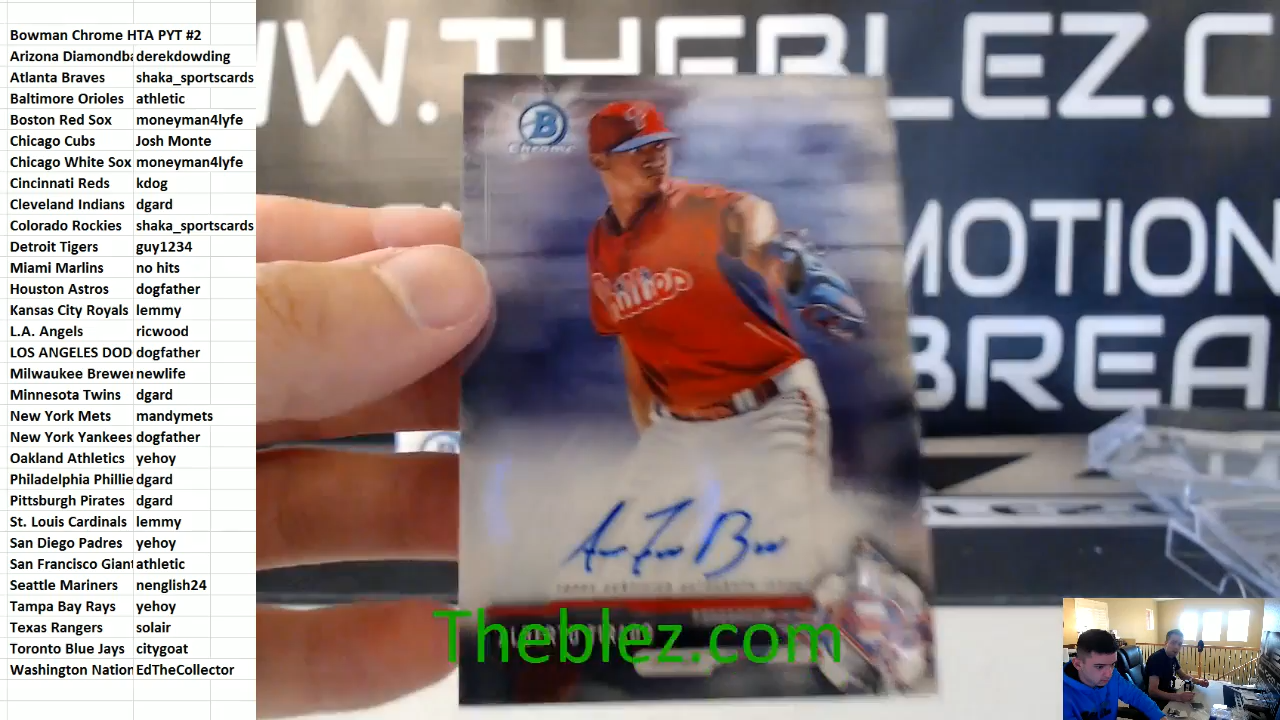 Bowman Chrome HTA PYT #2
Arizona Diamondba derekdowding
Atlanta Braves shaka_sportscards
Baltimore Orioles athletic
Boston Red Sox moneyman4lyfe
Chicago Cubs Josh Monte
Chicago White Sox moneyman4lyfe
Cincinnati Reds kdog
Cleveland Indians dgard
Colorado Rockies shaka_sportscards
Detroit Tigers guy1234
Miami Marlins no hits
Houston Astros dogfather
Kansas City Royals lemmy
L.A. Angels ricwood
LOS ANGELES DOD dogfather
Milwaukee Brewer newlife
Minnesota Twins dgard
New York Mets mandymets
New York Yankees dogfather
Oakland Athletics yehoy
Philadelphia Phillie dgard
Pittsburgh Pirates dgard
St. Louis Cardinals lemmy
San Diego Padres yehoy
San Francisco Giant athletic
Seattle Mariners nenglish24
Tampa Bay Rays yehoy
Texas Rangers solair
Toronto Blue Jays citygoat
Washington Nation EdTheCollector
W.THEBLEZ.C
MOTION
BREA
B
Chrome
P
Phillies
Theblez.com